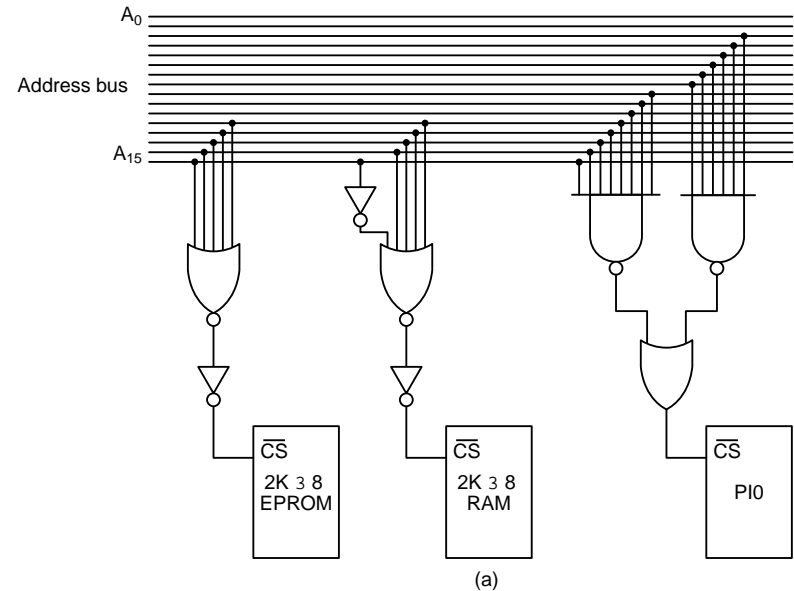 A0
Address bus
A15
CS
2K 3 8
EPROM
CS
2K 3 8
RAM
CS
PI0
(a)